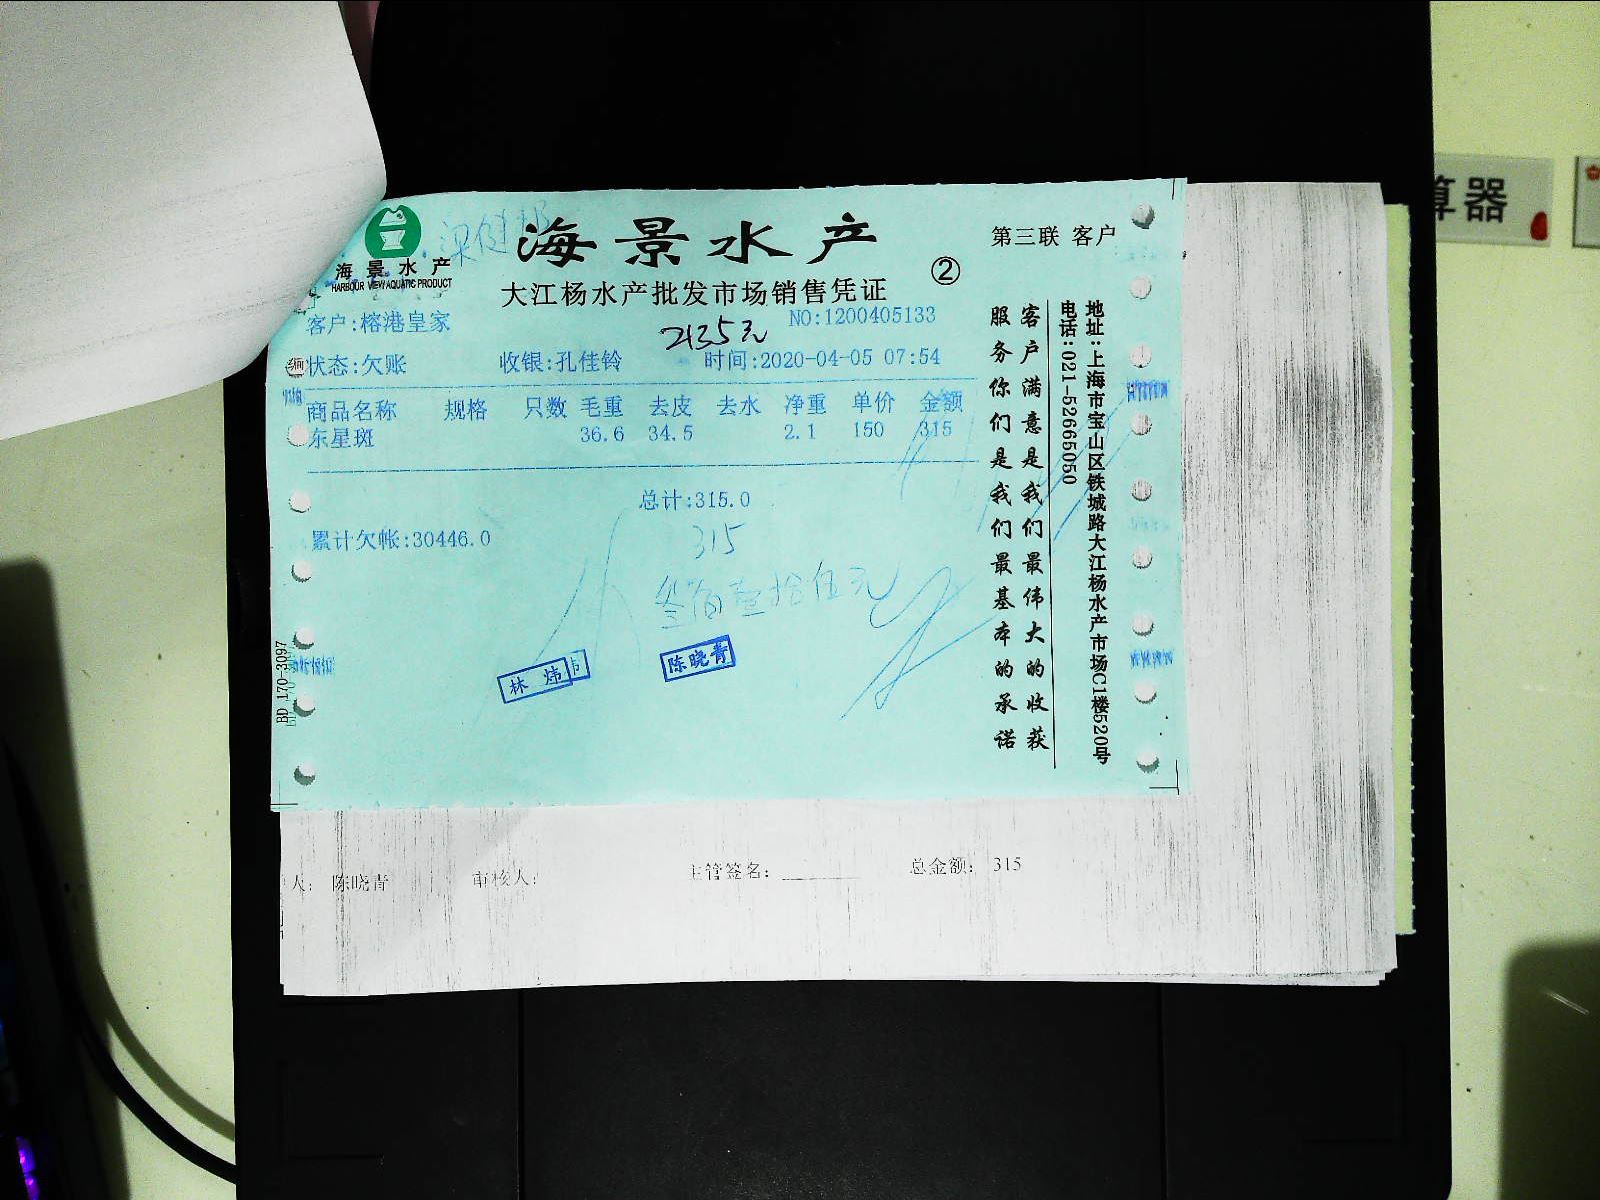 海景水产
HARBOUR VIEW AQUATIC PRODUCT
海景水产
第三联 客户
②
大江杨水产批发市场销售凭证
客户:榕港皇家
2135元
NO:1200405133
状态:欠账 收银:孔佳铃 时间:2020-04-05 07:54
商品名称 规格 只数 毛重 去皮 去水 净重 单价 金额
东星斑 36.6 34.5 2.1 150 315
总计:315.0
累计欠帐:30446.0
315
叁佰壹拾伍元
林炜
陈晓青
客户满意是我们最伟大的收获
服务你们是我们最基本的承诺
地址:上海市宝山区铁城路大江杨水产市场C1楼520号
电话:021-52665050
BD 170-3097
人: 陈晓青 审核人: 主管签名: 总金额: 315
算器